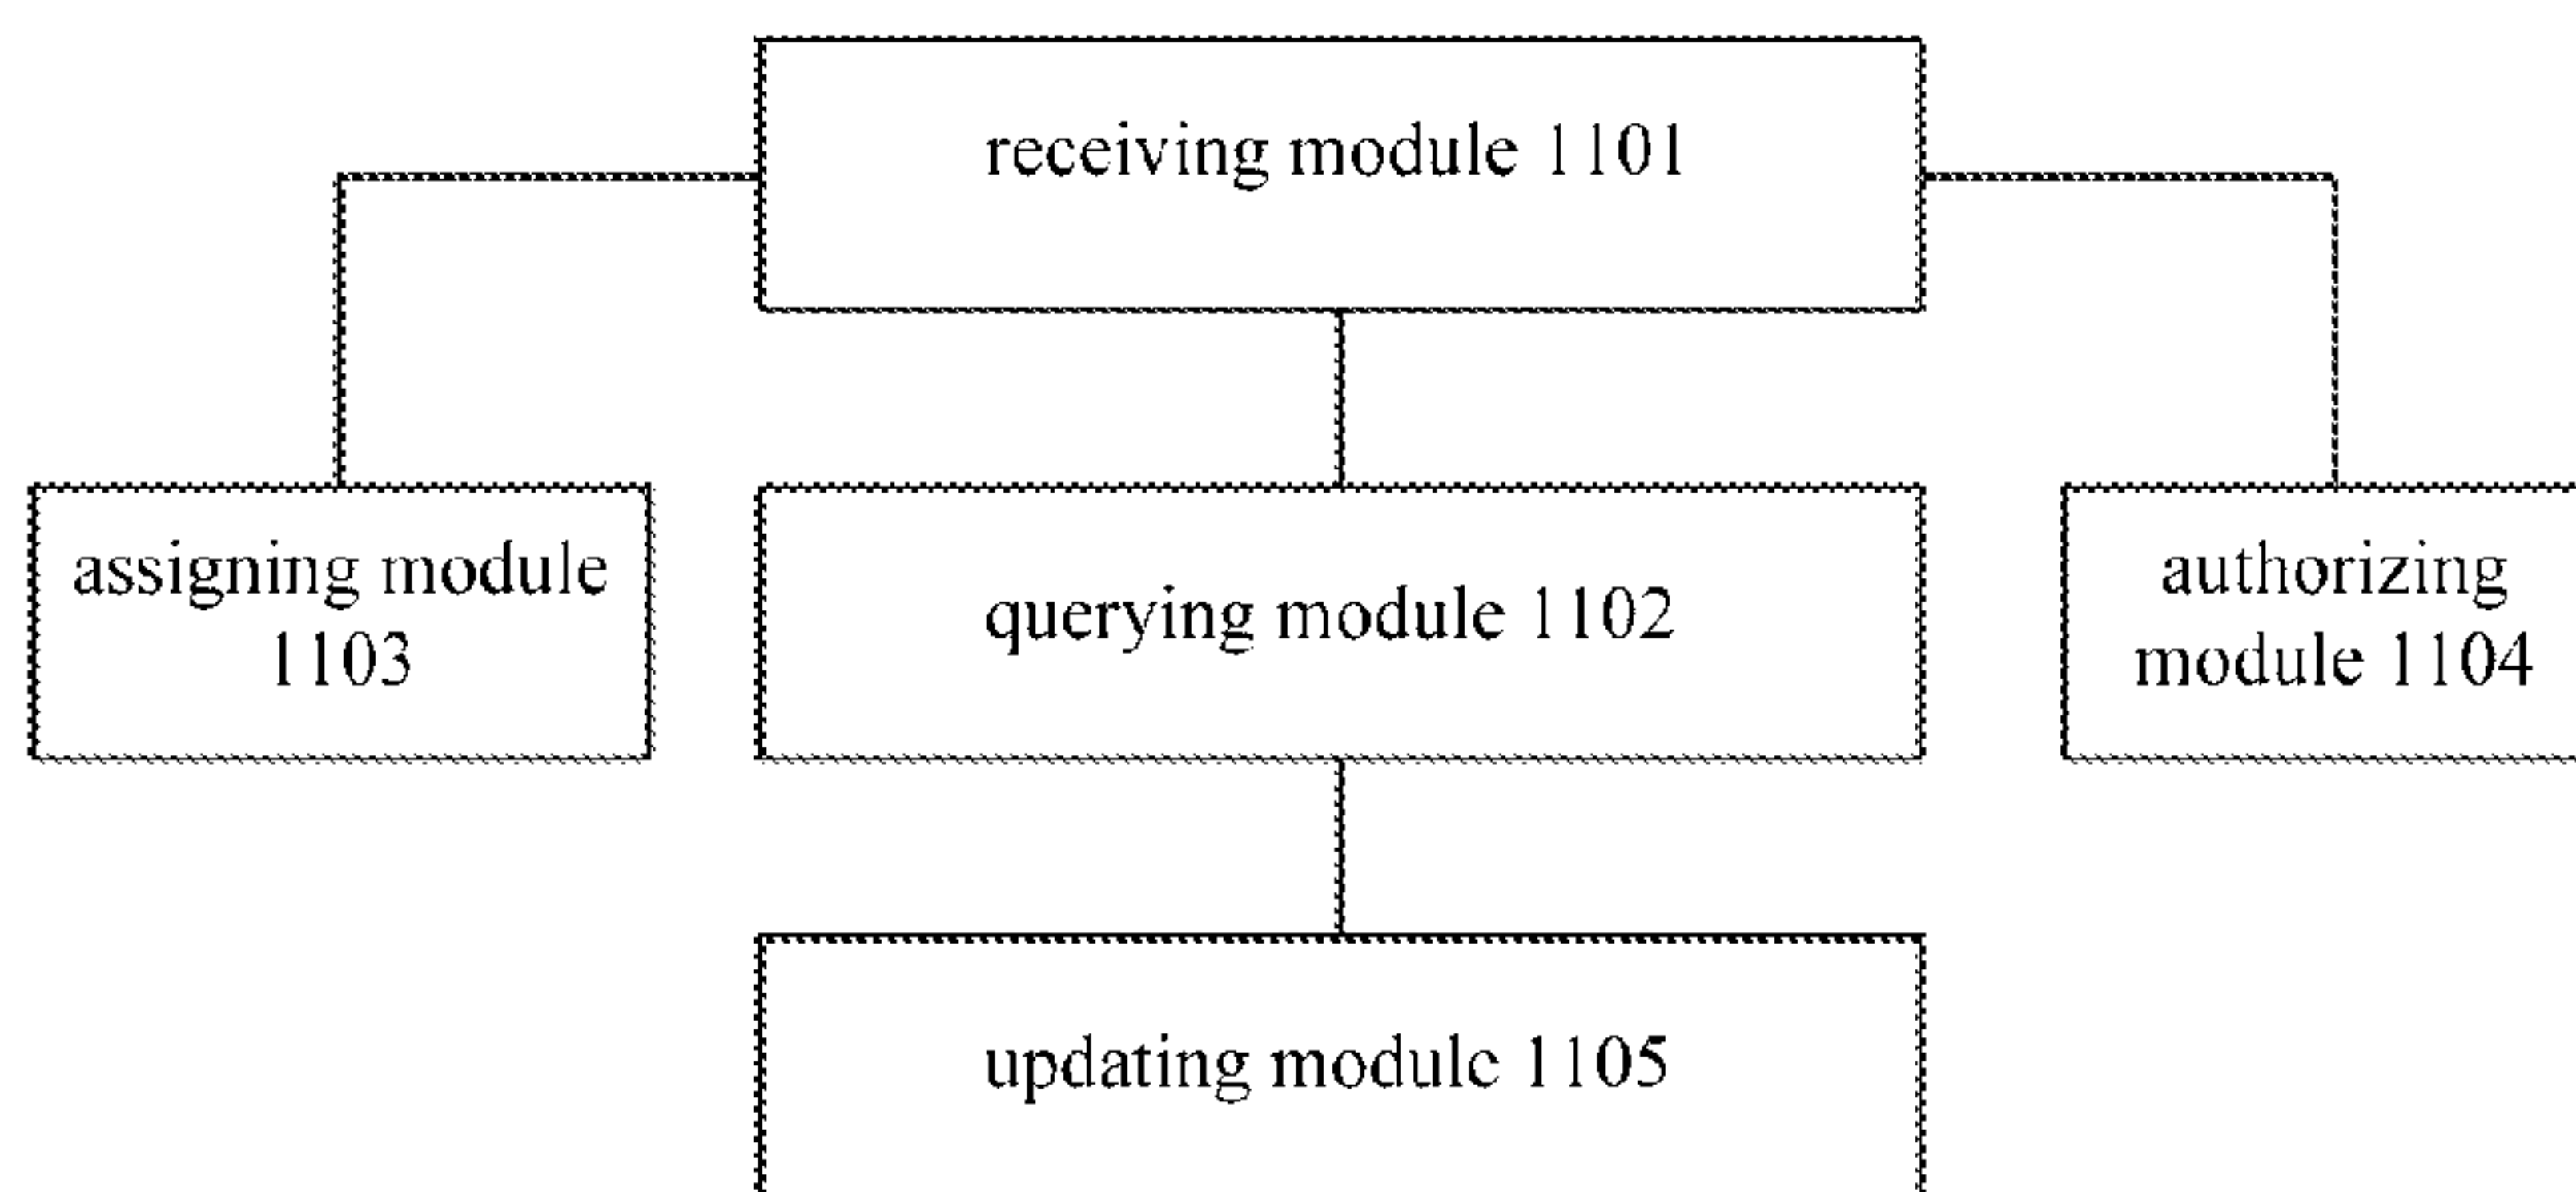 receiving module 1101
assigning module
1103
querying module 1102
authorizing
module 1104
updating module 1105